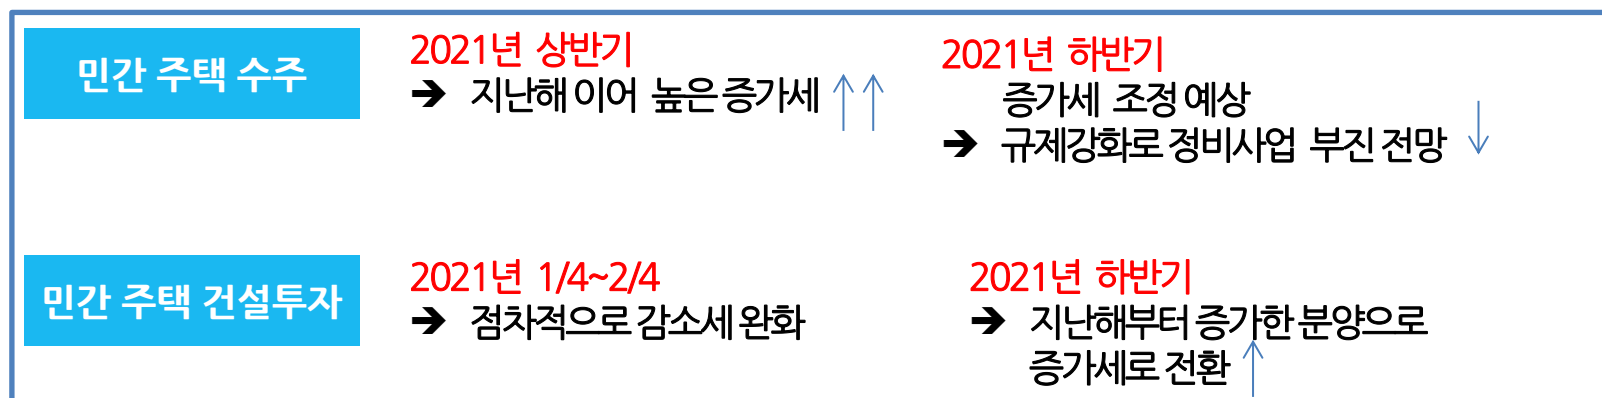 민간 주택 수주
2021년 상반기
➔ 지난해 이어 높은 증가세 ↑↑
2021년 하반기
증가세 조정 예상
➔ 규제강화로 정비사업 부진 전망 ↓
민간 주택 건설투자
2021년 1/4~2/4
➔ 점차적으로 감소세 완화
2021년 하반기
➔ 지난해부터 증가한 분양으로
증가세로 전환 ↑